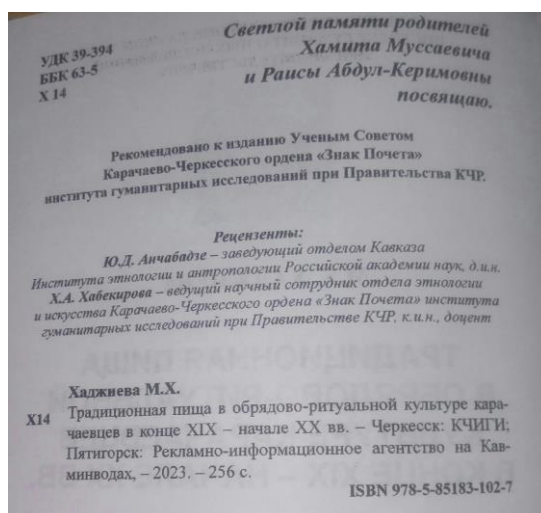 УДК 39-394
ББК 63-5
Х 14
Светлой памяти родителей
Хамита Муссаевича
и Раисы Абдул-Керимовны
посвящаю.
Рекомендовано к изданию Ученым Советом
Карачаево-Черкесского ордена «Знак Почета»
института гуманитарных исследований при Правительства КЧР.
Рецензенты:
Ю.Д. Анчабадзе – заведующий отделом Кавказа
Института этнологии и антропологии Российской академии наук, д.и.н.
Х.А. Хабекирова – ведущий научный сотрудник отдела этнологии
и искусства Карачаево-Черкесского ордена «Знак Почета» института
гуманитарных исследований при Правительстве КЧР, к.и.н., доцент
Хаджиева М.Х.
Х14 Традиционная пища в обрядово-ритуальной культуре кара-
чаевцев в конце XIX – начале XX вв. – Черкесск: КЧИГИ;
Пятигорск: Рекламно-информационное агентство на Кав-
минводах, – 2023. – 256 с.
ISBN 978-5-85183-102-7